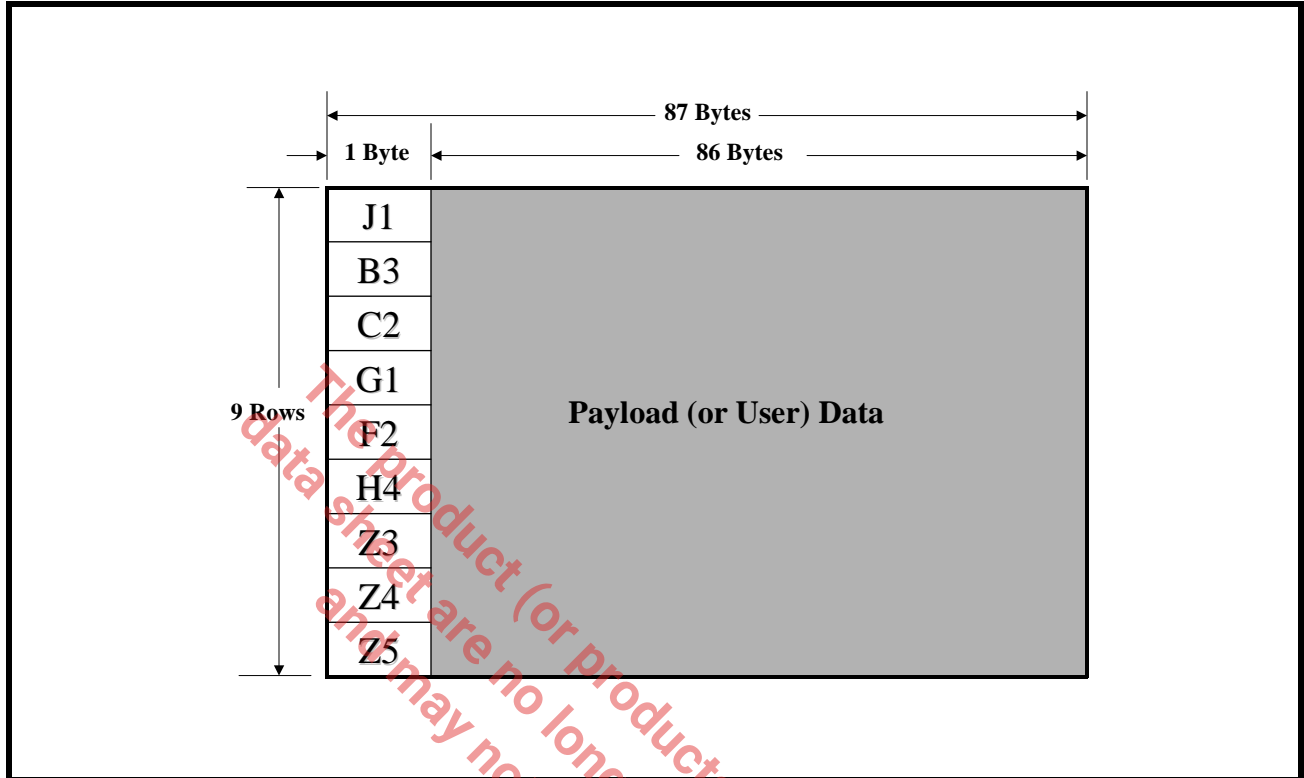 87 Bytes
1 Byte
86 Bytes
J1
B3
C2
G1
9 Rows
Payload (or User) Data
F2
H4
Z3
Z4
Z5
The product (or product
data sheet are no long
and may no